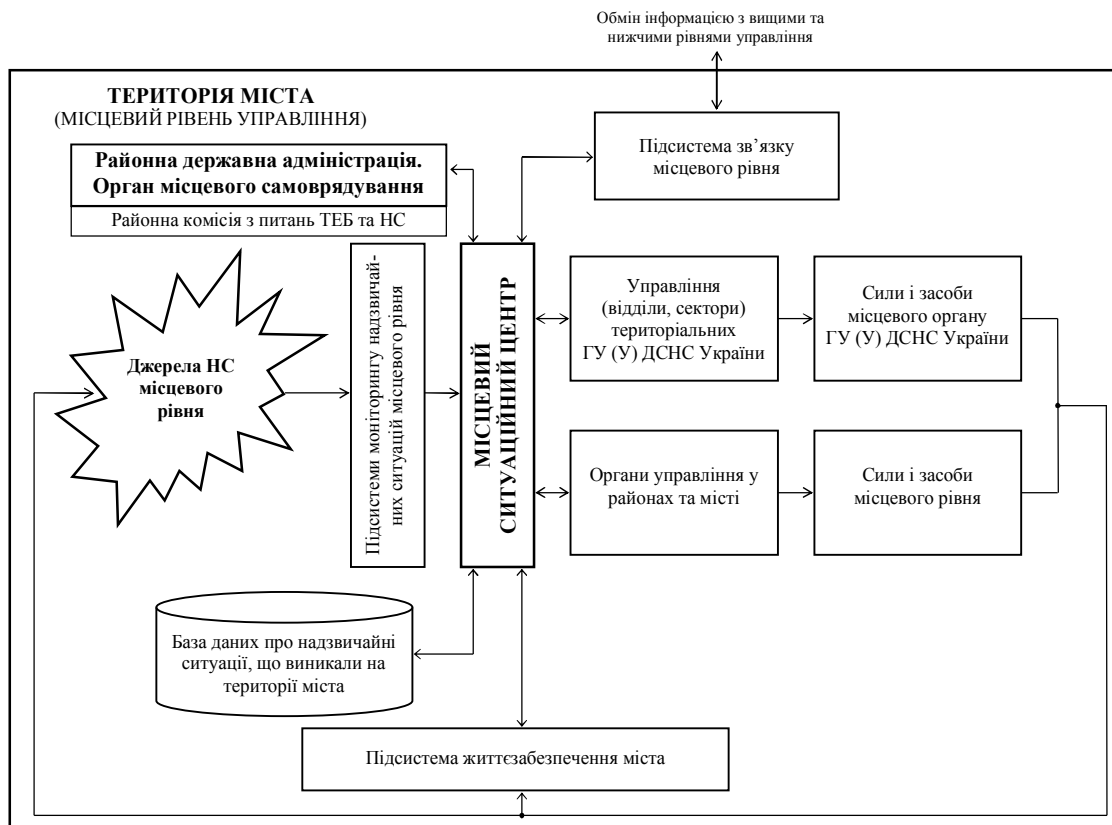 Обмін інформацією з вищими та
нижчими рівнями управління
ТЕРИТОРІЯ МІСТА
(МІСЦЕВИЙ РІВЕНЬ УПРАВЛІННЯ)
Районна державна адміністрація.
Орган місцевого самоврядування
Районна комісія з питань ТЕБ та НС
Підсистема зв’язку
місцевого рівня
Джерела НС
місцевого
рівня
Підсистеми моніторингу надзвичай-
них ситуацій місцевого рівня
МІСЦЕВИЙ
СИТУАЦІЙНИЙ ЦЕНТР
Управління
(відділи, сектори)
територіальних
ГУ (У) ДСНС України
Сили і засоби
місцевого органу
ГУ (У) ДСНС України
Органи управління у
районах та місті
Сили і засоби
місцевого рівня
База даних про надзвичайні
ситуації, що виникали на
території міста
Підсистема життєзабезпечення міста